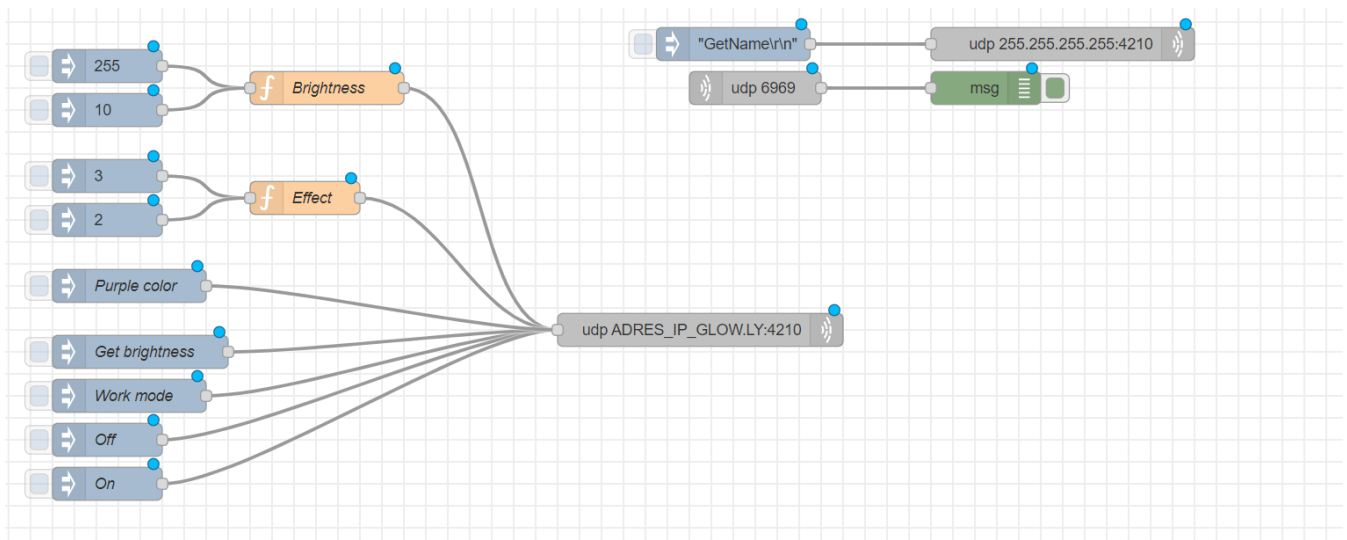 "GetName\r\n"
udp 255.255.255.255:4210
255
Brightness
udp 6969
msg
10
3
Effect
2
Purple color
udp ADRES_IP_GLOW.LY:4210
Get brightness
Work mode
Off
On